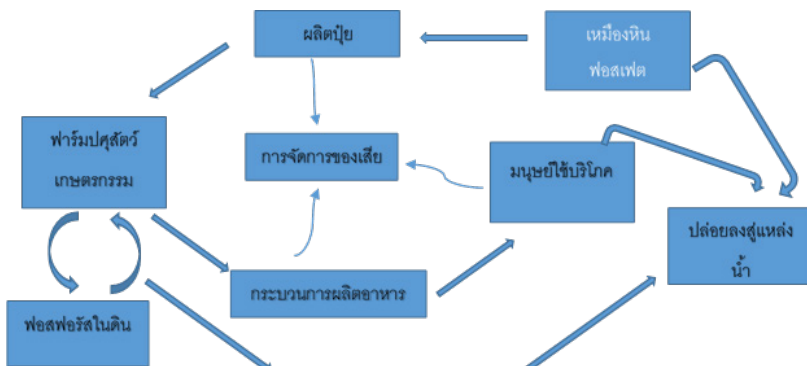 ผลิตปุ๋ย
เหมืองหิน
ฟอสเฟต
ฟาร์มปศุสัตว์
เกษตรกรรม
การจัดการของเสีย
มนุษย์ใช้บริโภค
ปล่อยลงสู่แหล่ง
น้ำ
กระบวนการผลิตอาหาร
ฟอสฟอรัสในดิน